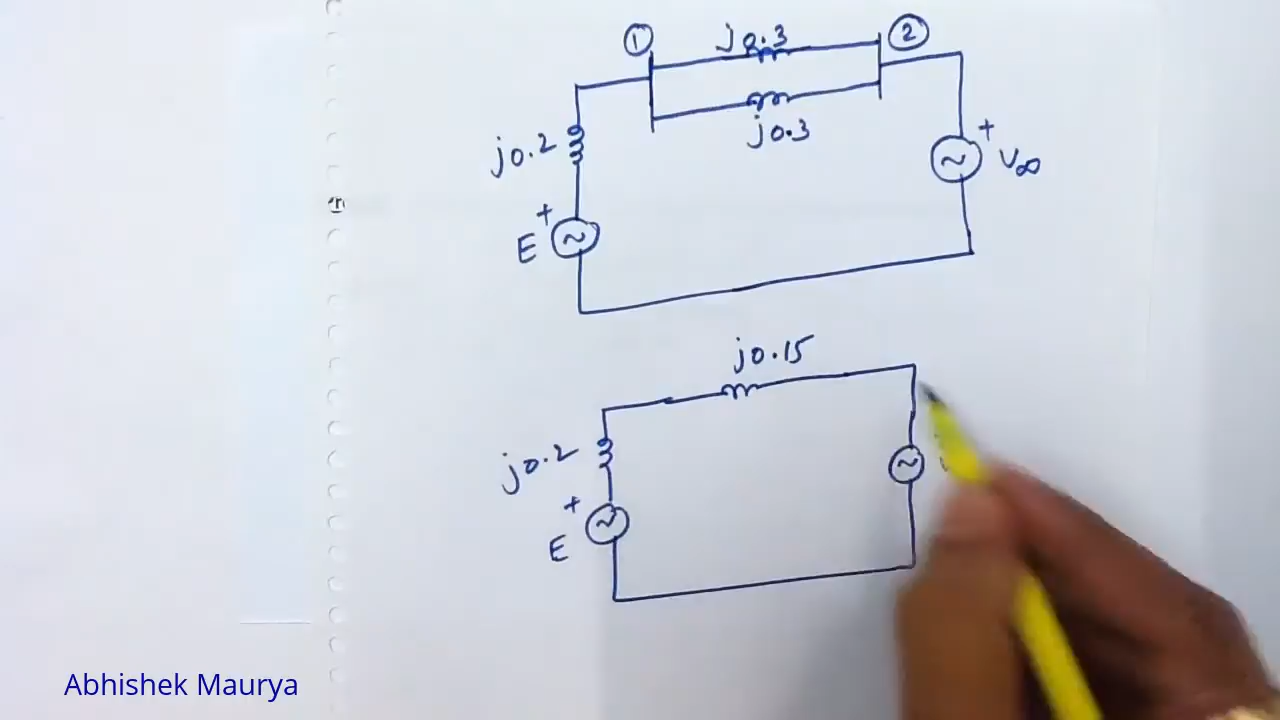 ① j0.3 ②
j0.2 j0.3 + V∞
+
E
j0.15
j0.2
+
E
Abhishek Maurya